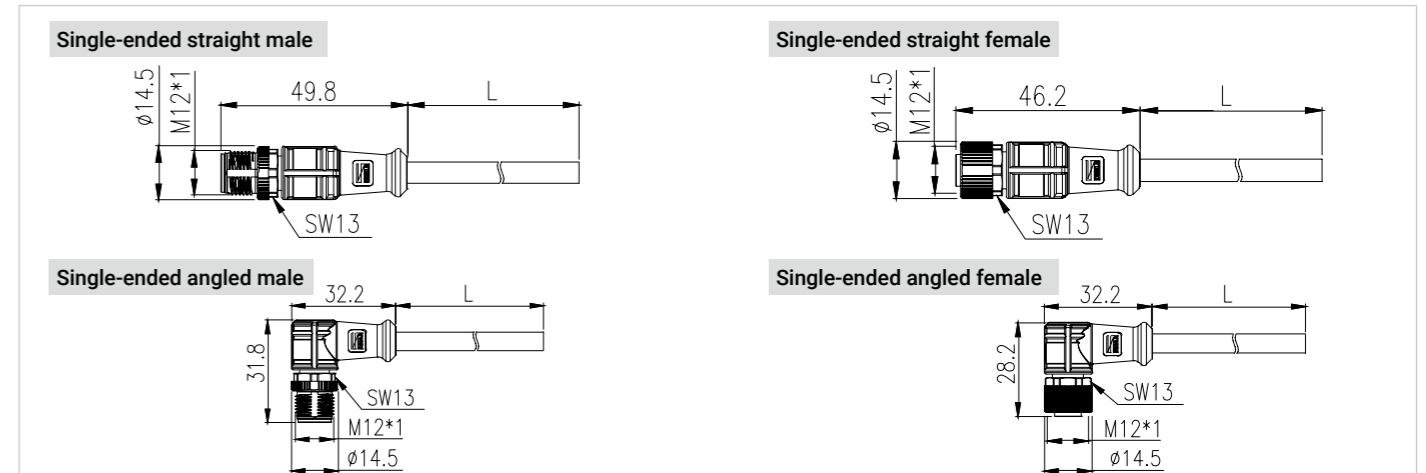 Single-ended straight male
ø14.5
M12*1
49.8
L
SW13
Single-ended straight female
ø14.5
M12*1
46.2
L
SW13
Single-ended angled male
32.2
L
31.8
SW13
M12*1
ø14.5
Single-ended angled female
32.2
L
28.2
SW13
M12*1
ø14.5